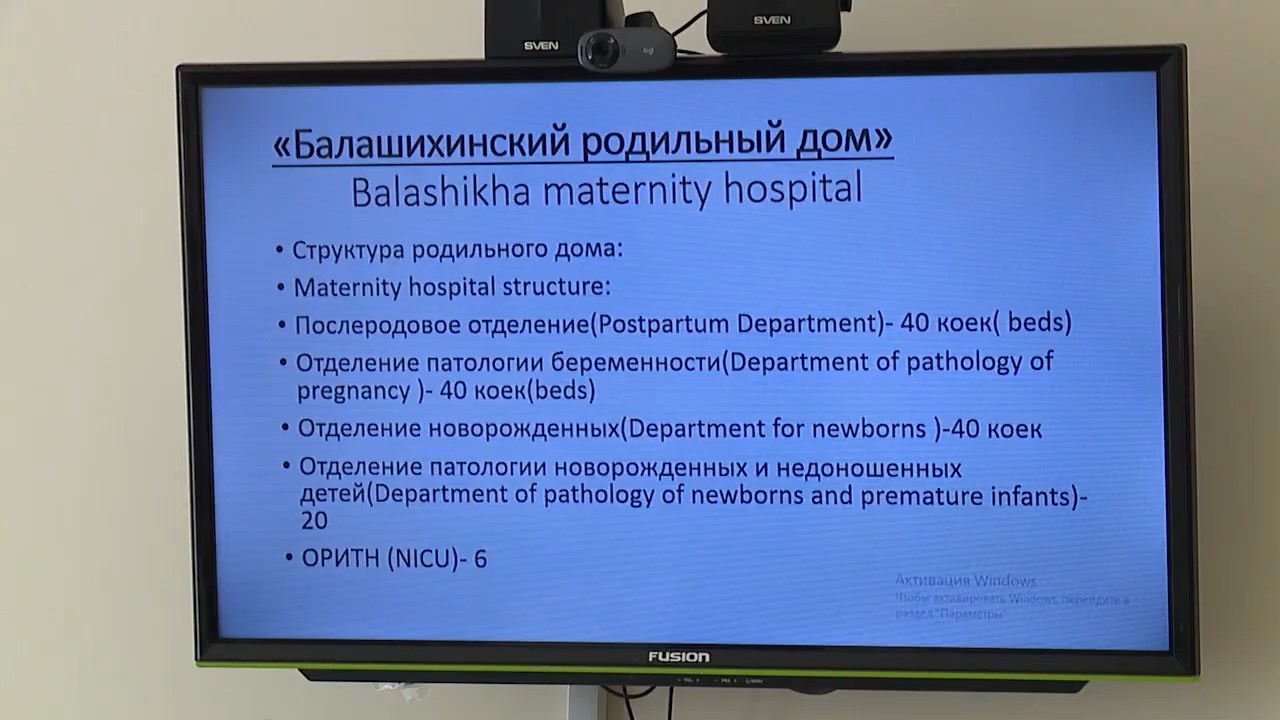 SVEN
SVEN
logi
«Балашихинский родильный дом»
Balashikha maternity hospital
• Структура родильного дома:
• Maternity hospital structure:
• Послеродовое отделение(Postpartum Department)- 40 коек( beds)
• Отделение патологии беременности(Department of pathology of
pregnancy )- 40 коек(beds)
• Отделение новорожденных(Department for newborns )-40 коек
• Отделение патологии новорожденных и недоношенных
детей(Department of pathology of newborns and premature infants)-
20
• ОРИТН (NICU)- 6
Активация Windows
Чтобы активировать Windows, перейдите в
раздел "Параметры"
FUSION